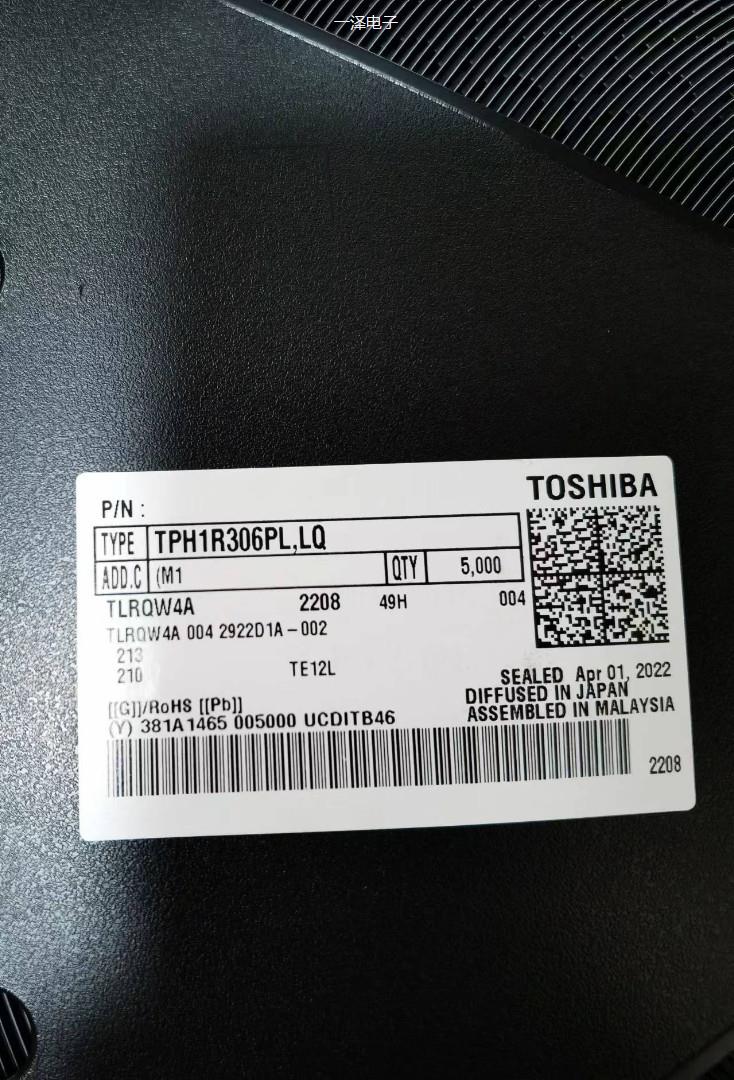 一泽电子
TOSHIBA
P/N :
TYPE TPH1R306PL,LQ
ADD.C (M1 QTY 5,000
TLRQW4A 2208 49H 004
TLRQW4A 004 2922D1A-002
213
210 TE12L
SEALED Apr 01, 2022
DIFFUSED IN JAPAN
ASSEMBLED IN MALAYSIA
[[G]]/RoHS [[Pb]]
(Y) 381A1465 005000 UCDITB46
2208